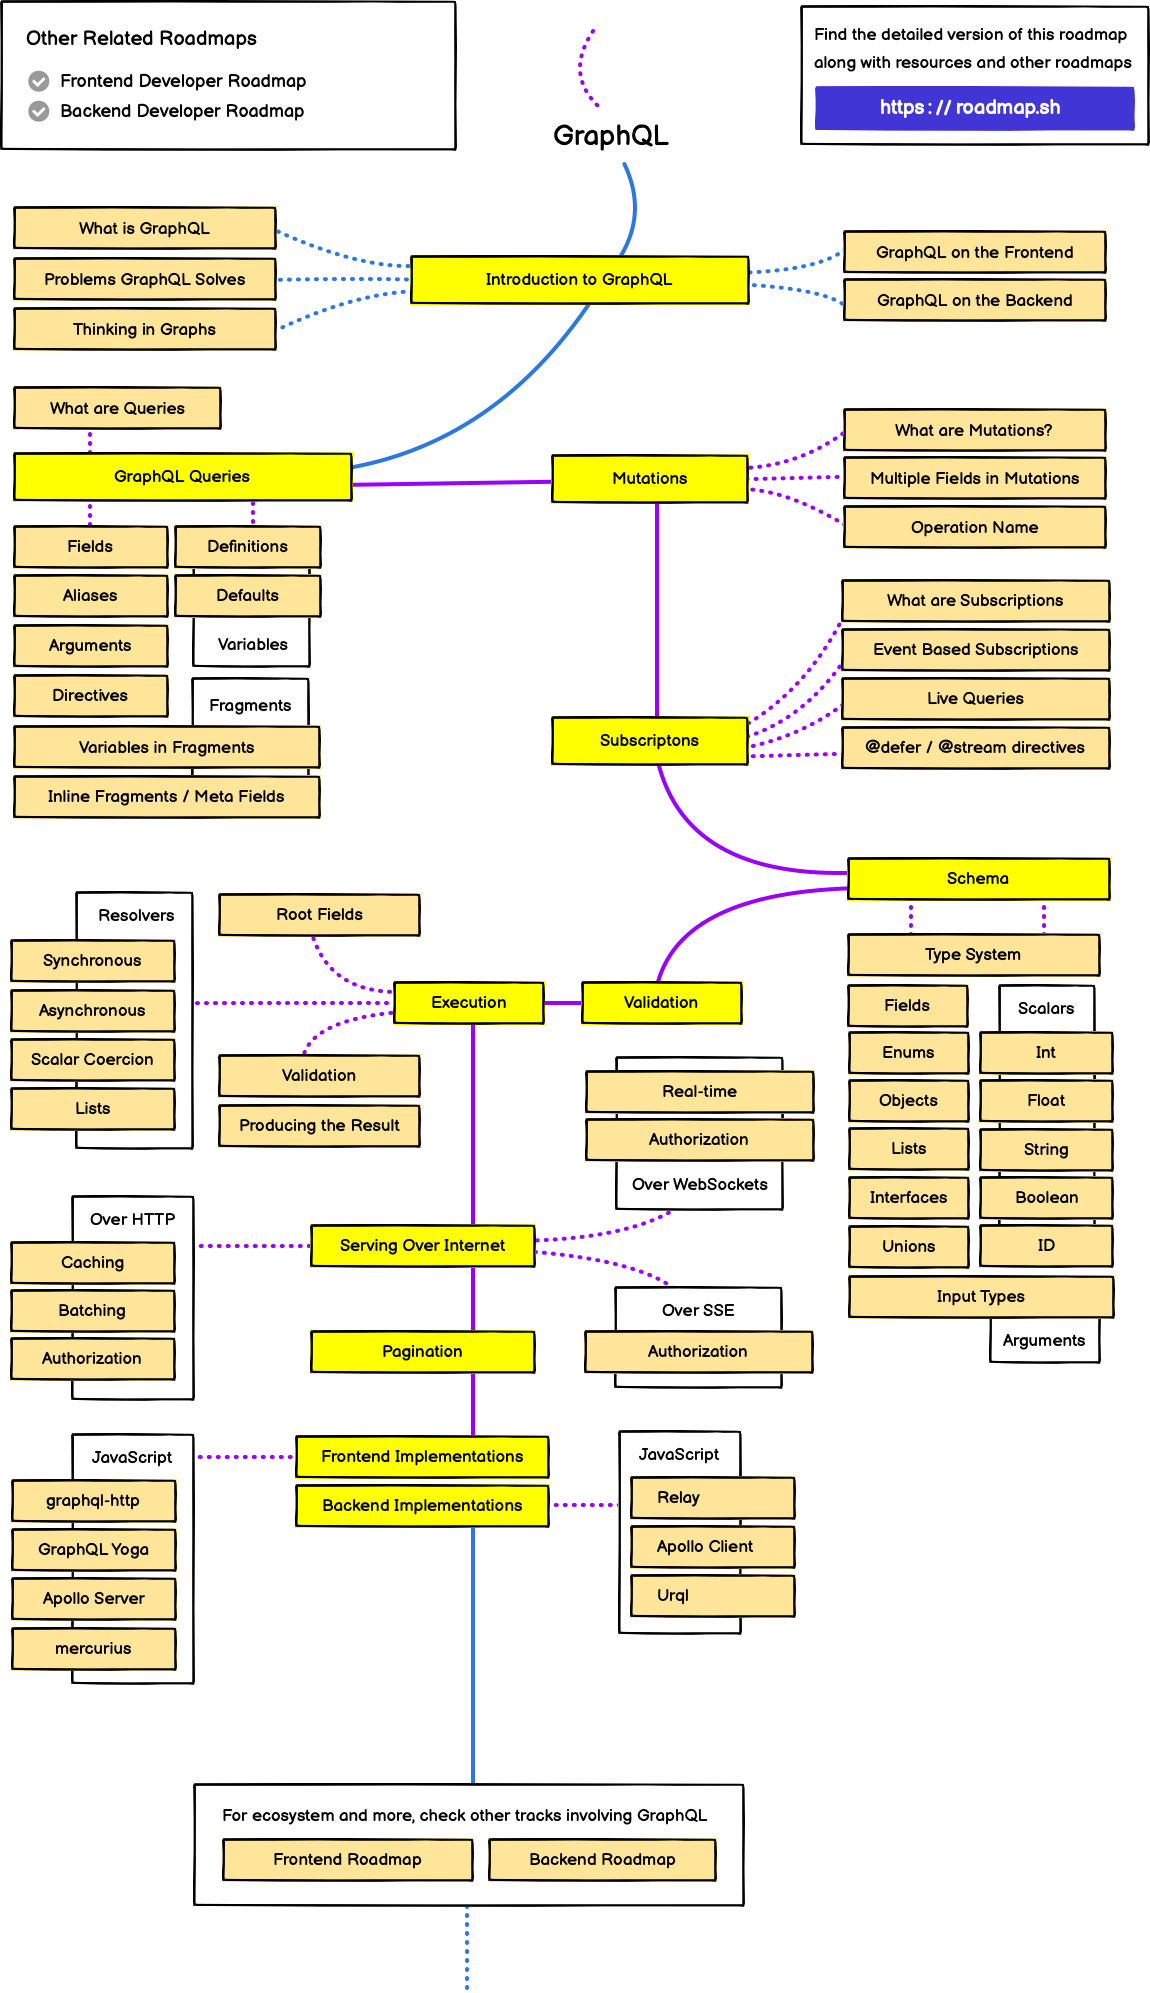 Other Related Roadmaps
Frontend Developer Roadmap
Backend Developer Roadmap
GraphQL
Find the detailed version of this roadmap
along with resources and other roadmaps
https://roadmap.sh
What is GraphQL
Problems GraphQL Solves
Thinking in Graphs
Introduction to GraphQL
GraphQL on the Frontend
GraphQL on the Backend
What are Queries
GraphQL Queries
Fields
Aliases
Arguments
Directives
Definitions
Defaults
Variables
Fragments
Variables in Fragments
Inline Fragments / Meta Fields
Mutations
What are Mutations?
Multiple Fields in Mutations
Operation Name
Subscriptons
What are Subscriptions
Event Based Subscriptions
Live Queries
@defer / @stream directives
Schema
Type System
Fields
Enums
Objects
Lists
Interfaces
Unions
Scalars
Int
Float
String
Boolean
ID
Input Types
Arguments
Validation
Execution
Root Fields
Resolvers
Synchronous
Asynchronous
Scalar Coercion
Lists
Validation
Producing the Result
Serving Over Internet
Real-time
Authorization
Over WebSockets
Over HTTP
Caching
Batching
Authorization
Over SSE
Authorization
Pagination
Frontend Implementations
Backend Implementations
JavaScript
graphql-http
GraphQL Yoga
Apollo Server
mercurius
JavaScript
Relay
Apollo Client
Urql
For ecosystem and more, check other tracks involving GraphQL
Frontend Roadmap
Backend Roadmap